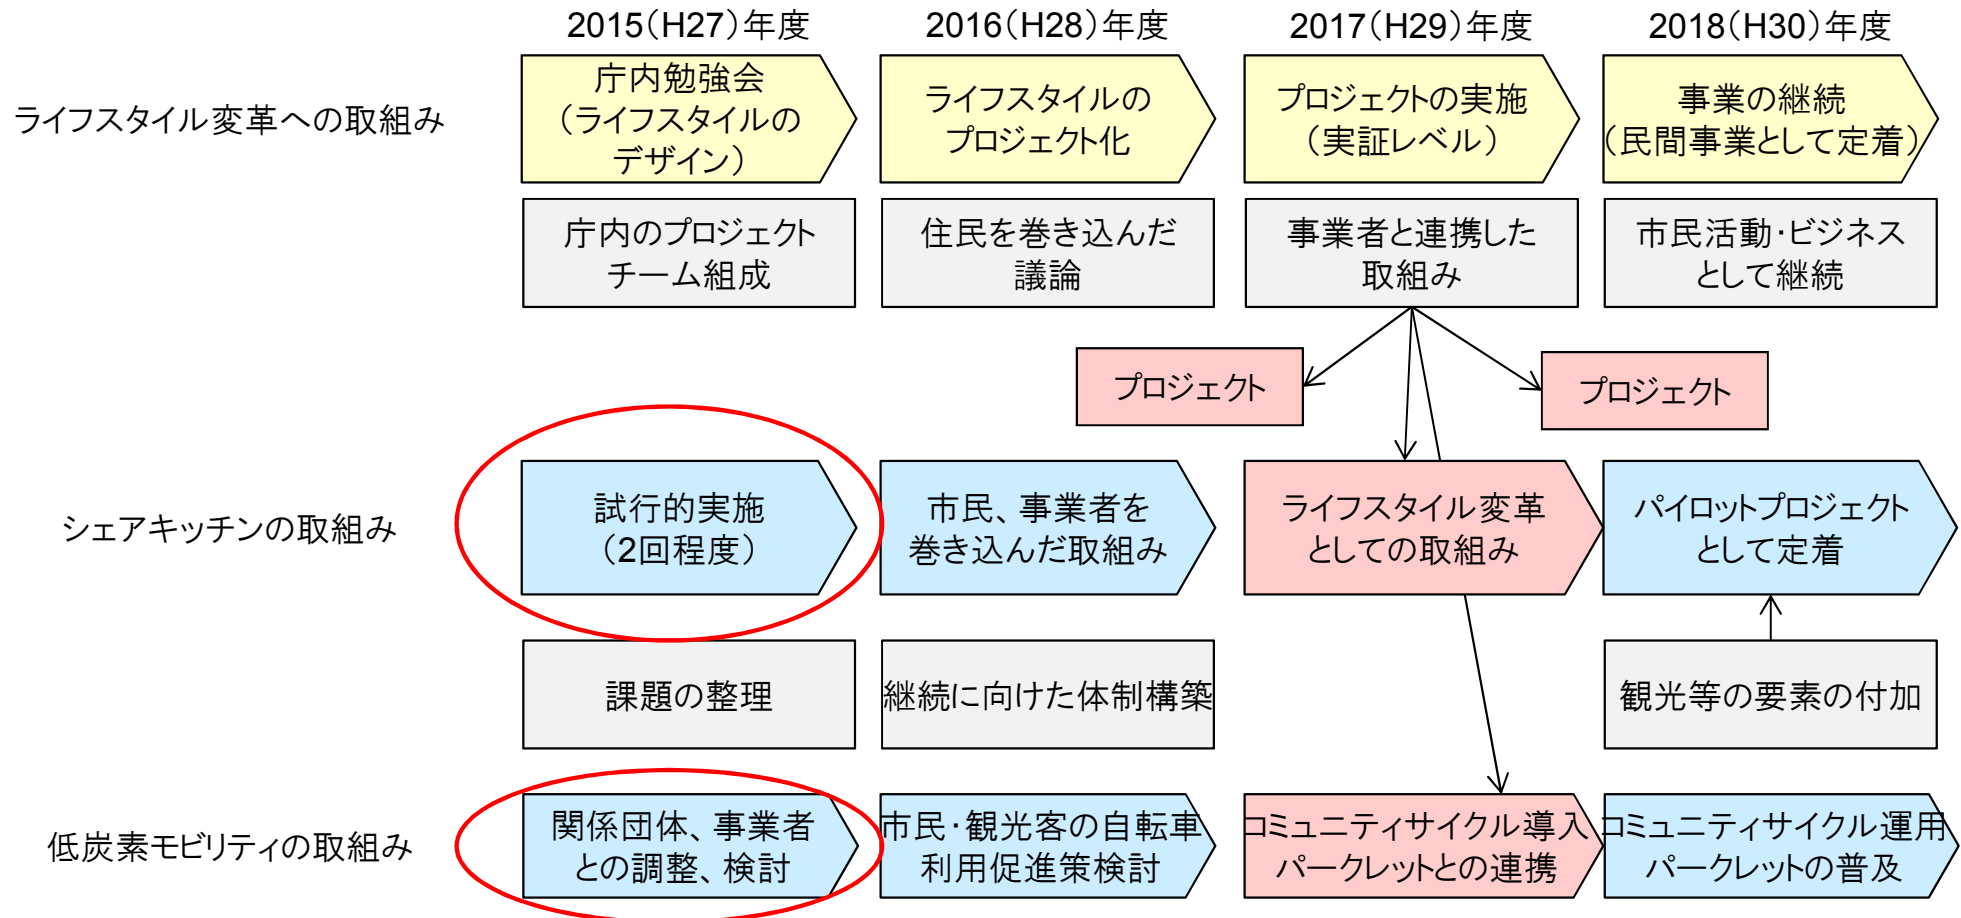 2015（H27）年度
2016（H28）年度
2017（H29）年度
2018（H30）年度
ライフスタイル変革への取組み
庁内勉強会
（ライフスタイルの
デザイン）
ライフスタイルの
プロジェクト化
プロジェクトの実施
（実証レベル）
事業の継続
（民間事業として定着）
庁内のプロジェクト
チーム組成
住民を巻き込んだ
議論
事業者と連携した
取組み
市民活動・ビジネス
として継続
プロジェクト
プロジェクト
シェアキッチンの取組み
試行的実施
（2回程度）
市民、事業者を
巻き込んだ取組み
ライフスタイル変革
としての取組み
パイロットプロジェクト
として定着
課題の整理
継続に向けた体制構築
観光等の要素の付加
低炭素モビリティの取組み
関係団体、事業者
との調整、検討
市民・観光客の自転車
利用促進策検討
コミュニティサイクル導入
パークレットとの連携
コミュニティサイクル運用
パークレットの普及